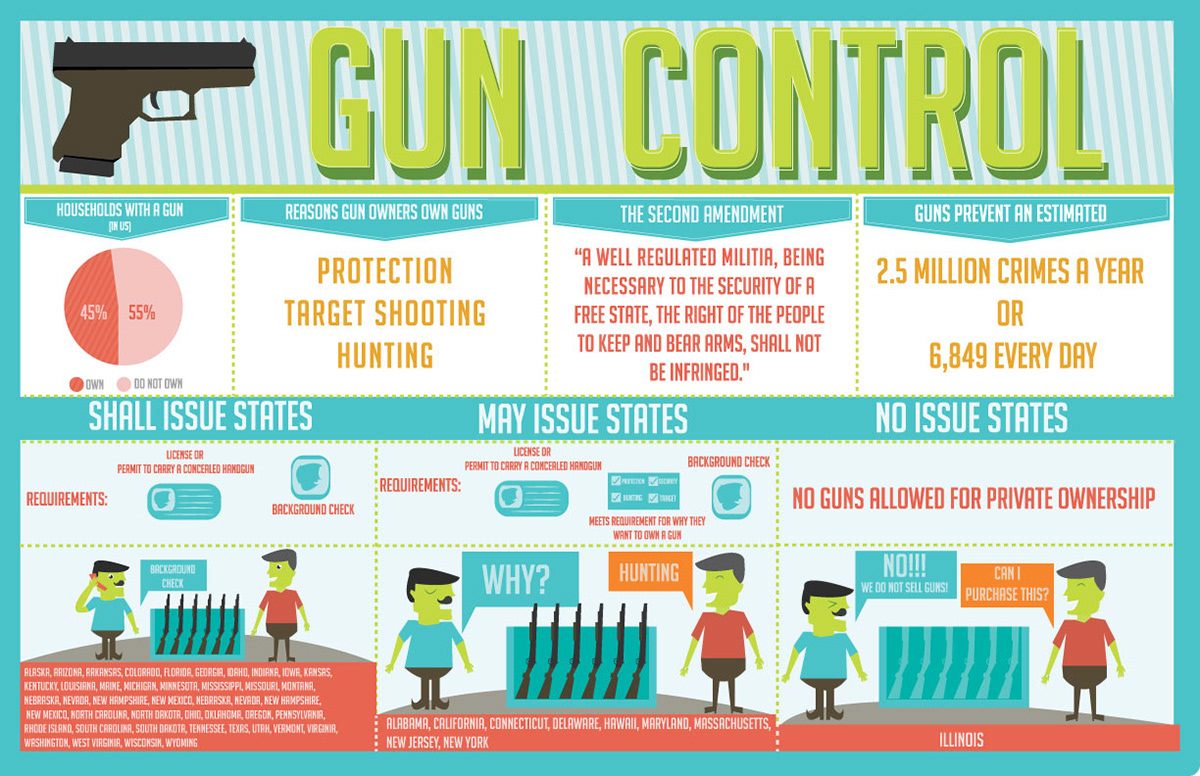 GUN CONTROL
HOUSEHOLDS WITH A GUN
(IN US)
45%
55%
OWN
DO NOT OWN
REASONS GUN OWNERS OWN GUNS
PROTECTION
TARGET SHOOTING
HUNTING
THE SECOND AMENDMENT
“A WELL REGULATED MILITIA, BEING
NECESSARY TO THE SECURITY OF A
FREE STATE, THE RIGHT OF THE PEOPLE
TO KEEP AND BEAR ARMS, SHALL NOT
BE INFRINGED."
GUNS PREVENT AN ESTIMATED
2.5 MILLION CRIMES A YEAR
OR
6,849 EVERY DAY
SHALL ISSUE STATES
REQUIREMENTS:
LICENSE OR
PERMIT TO CARRY A CONCEALED HANDGUN
BACKGROUND CHECK
BACKGROUND
CHECK
ALASKA, ARIZONA, ARKANSAS, COLORADO, FLORIDA, GEORGIA, IDAHO, INDIANA, IOWA, KANSAS,
KENTUCKY, LOUISIANA, MAINE, MICHIGAN, MINNESOTA, MISSISSIPPI, MISSOURI, MONTANA,
NEBRASKA, NEVADA, NEW HAMPSHIRE, NEW MEXICO, NEBRASKA, NEVADA, NEW HAMPSHIRE,
NEW MEXICO, NORTH CAROLINA, NORTH DAKOTA, OHIO, OKLAHOMA, OREGON, PENNSYLVANIA,
RHODE ISLAND, SOUTH CAROLINA, SOUTH DAKOTA, TENNESSEE, TEXAS, UTAH, VERMONT, VIRGINIA,
WASHINGTON, WEST VIRGINIA, WISCONSIN, WYOMING
MAY ISSUE STATES
REQUIREMENTS:
LICENSE OR
PERMIT TO CARRY A CONCEALED HANDGUN
PROTECTION
SECURITY
HUNTING
TARGET
MEETS REQUIREMENT FOR WHY THEY
WANT TO OWN A GUN
BACKGROUND CHECK
WHY?
HUNTING
ALABAMA, CALIFORNIA, CONNECTICUT, DELAWARE, HAWAII, MARYLAND, MASSACHUSETTS,
NEW JERSEY, NEW YORK
NO ISSUE STATES
NO GUNS ALLOWED FOR PRIVATE OWNERSHIP
NO!!!
WE DO NOT SELL GUNS!
CAN I
PURCHASE THIS?
ILLINOIS